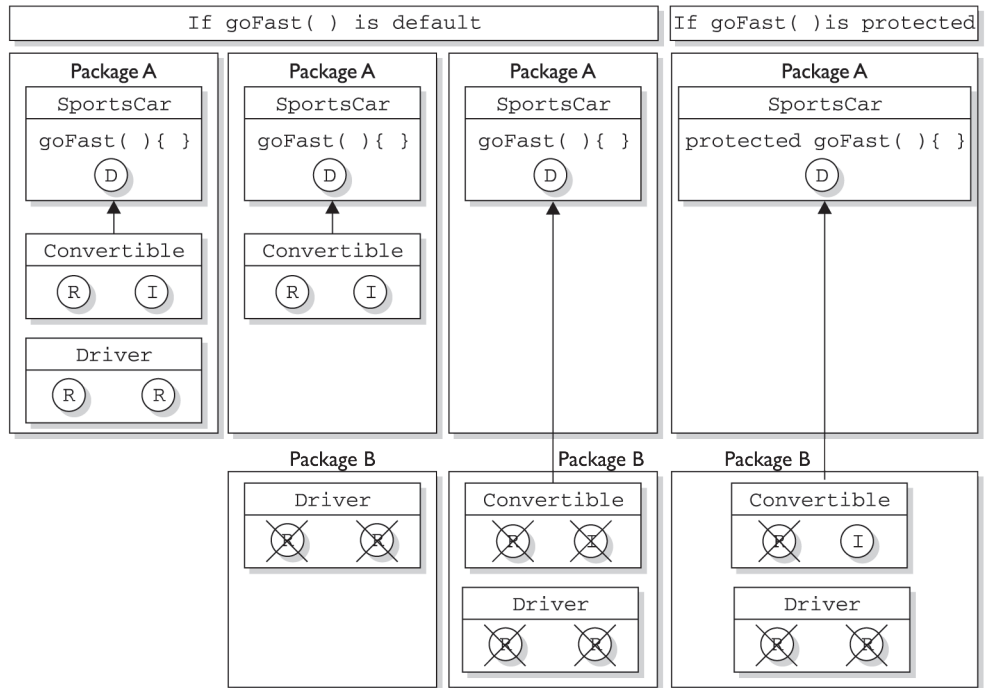 If goFast( ) is default
If goFast( )is protected
Package A
SportsCar
goFast( ){ }
D
Convertible
R I
Driver
R R
Package A
SportsCar
goFast( ){ }
D
Convertible
R I
Package B
Driver
R R
Package A
SportsCar
goFast( ){ }
D
Package B
Convertible
R I
Driver
R R
Package A
SportsCar
protected goFast( ){ }
D
Package B
Convertible
R I
Driver
R R